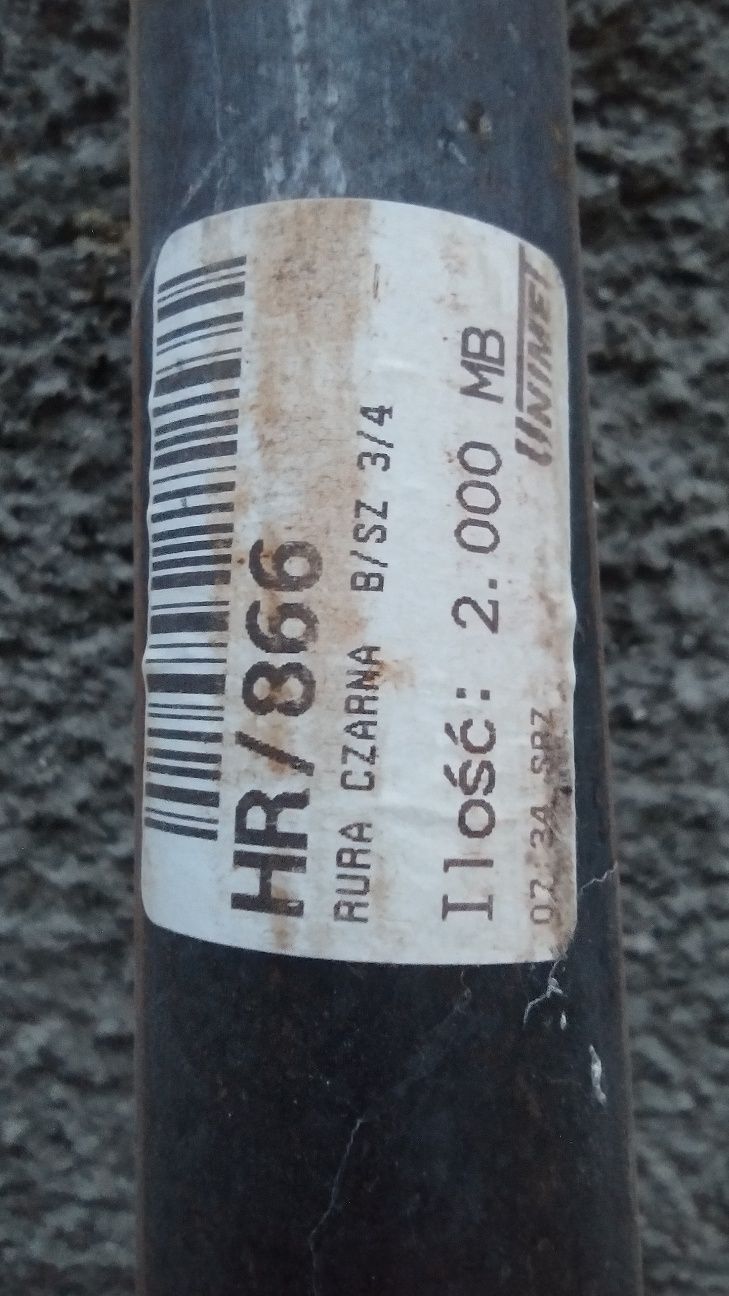 HR/866
RURA CZARNA B/SZ 3/4
Ilość: 2.000 MB
UNIMET